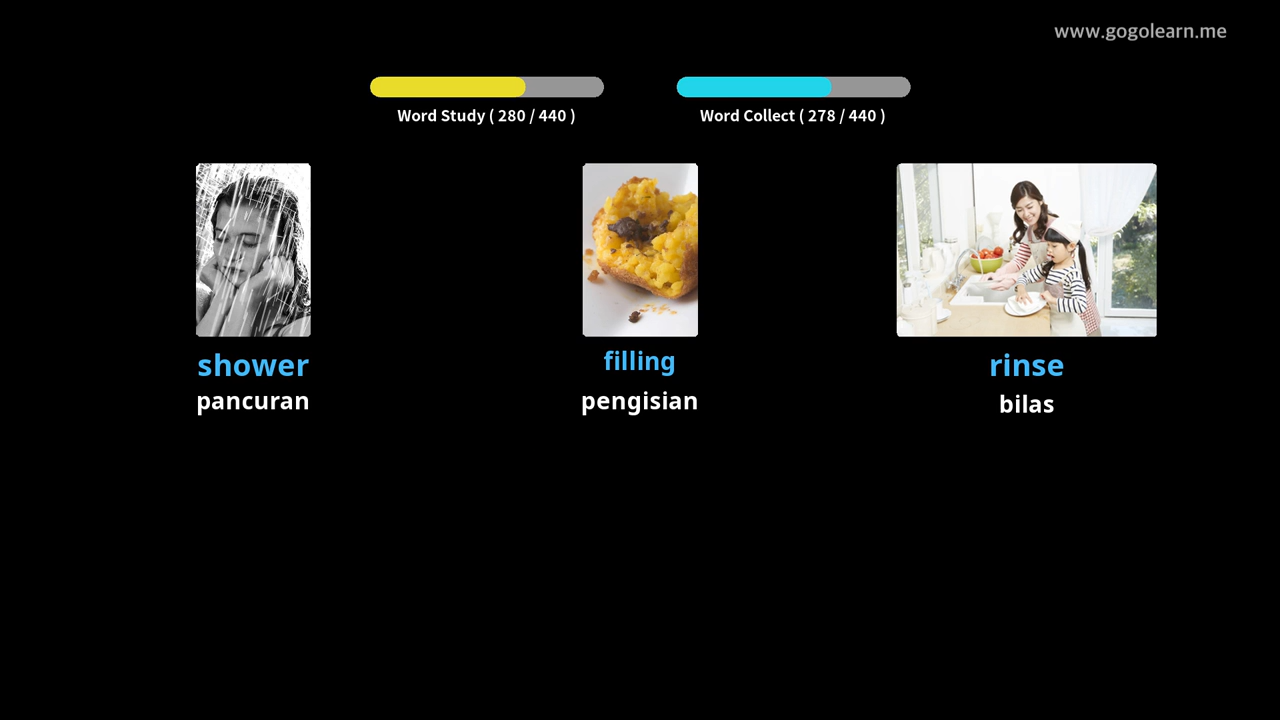 www.gogolearn.me
Word Study ( 280 / 440 )
Word Collect ( 278 / 440 )
shower
pancuran
filling
pengisian
rinse
bilas